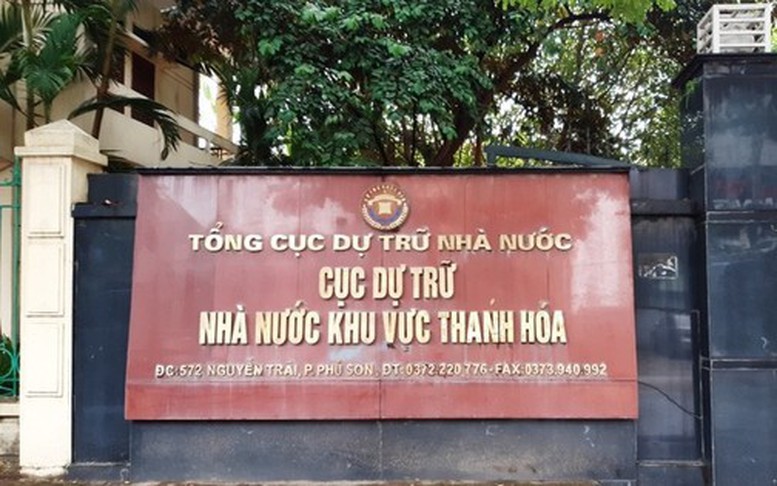 TỔNG CỤC DỰ TRỮ NHÀ NƯỚC
CỤC DỰ TRỮ
NHÀ NƯỚC KHU VỰC THANH HÓA
ĐC:572 NGUYỄN TRÃI, P. PHÚ SƠN, ĐT:0372.220 776-FAX:0373.940.992